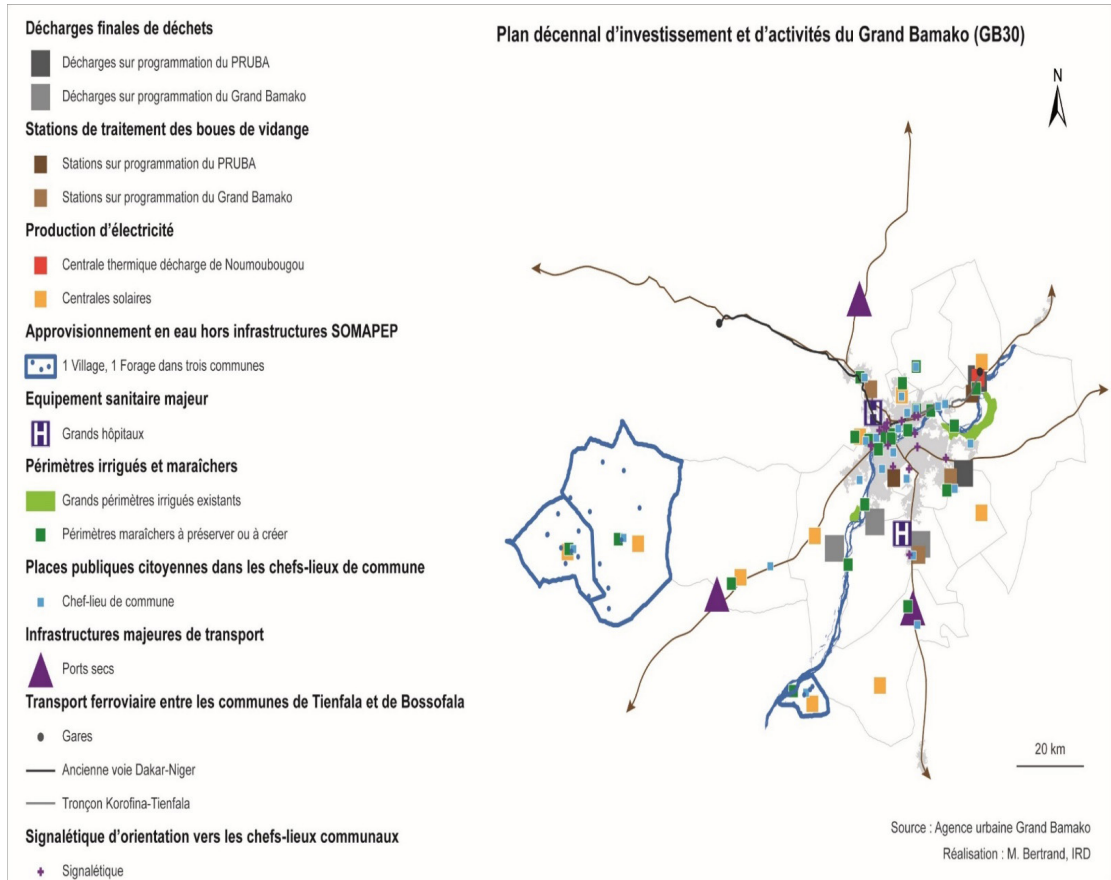 Plan décennal d’investissement et d’activités du Grand Bamako (GB30)
Décharges finales de déchets
Décharges sur programmation du PRUBA
Décharges sur programmation du Grand Bamako
Stations de traitement des boues de vidange
Stations sur programmation du PRUBA
Stations sur programmation du Grand Bamako
Production d’électricité
Centrale thermique décharge de Noumoubougou
Centrales solaires
Approvisionnement en eau hors infrastructures SOMAPEP
1 Village, 1 Forage dans trois communes
Equipement sanitaire majeur
H Grands hôpitaux
Périmètres irrigués et maraîchers
Grands périmètres irrigués existants
Périmètres maraîchers à préserver ou à créer
Places publiques citoyennes dans les chefs-lieux de commune
Chef-lieu de commune
Infrastructures majeures de transport
Ports secs
Transport ferroviaire entre les communes de Tienfala et de Bossofala
Gares
Ancienne voie Dakar-Niger
Tronçon Korofina-Tienfala
Signalétique d’orientation vers les chefs-lieux communaux
Signalétique
N
H
H
20 km
Source : Agence urbaine Grand Bamako
Réalisation : M. Bertrand, IRD